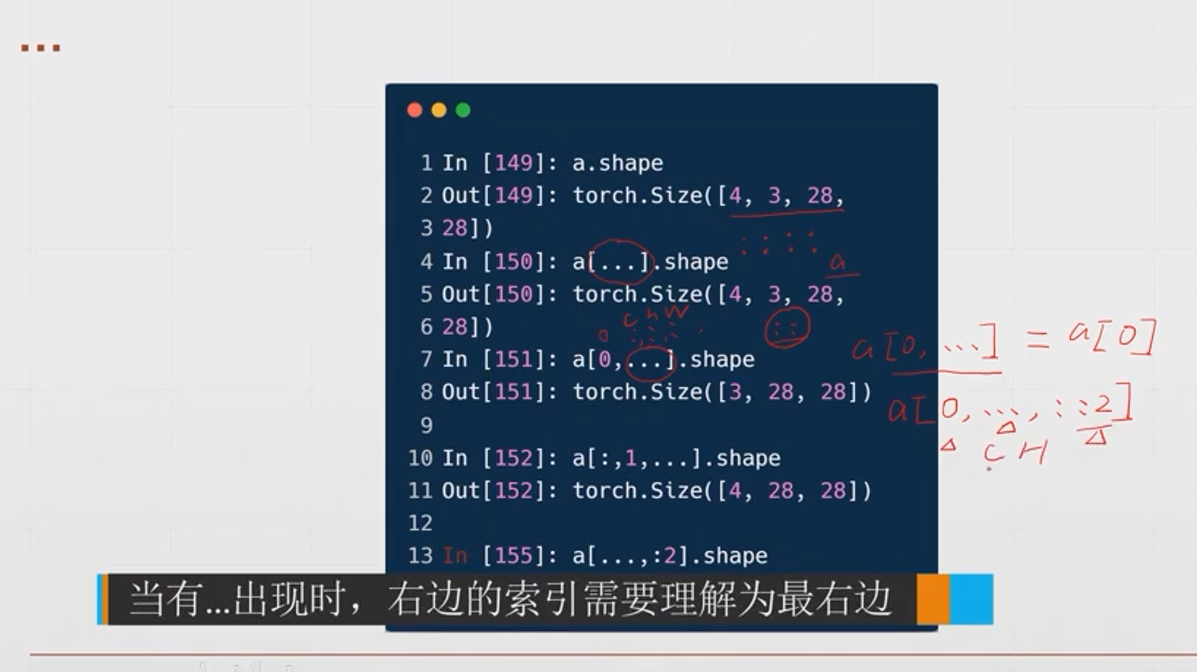 ...
1 In [149]: a.shape
2 Out[149]: torch.Size([4, 3, 28,
3 28])
4 In [150]: a[...].shape
: : : :
a
5 Out[150]: torch.Size([4, 3, 28,
6 28])
0 c h W
: :
7 In [151]: a[0,...].shape
a[0, ...] = a[0]
8 Out[151]: torch.Size([3, 28, 28])
a[0, ..., ::2]
9
C H
10 In [152]: a[:,1,...].shape
11 Out[152]: torch.Size([4, 28, 28])
12
13 In [155]: a[...,:2].shape
当有...出现时，右边的索引需要理解为最右边